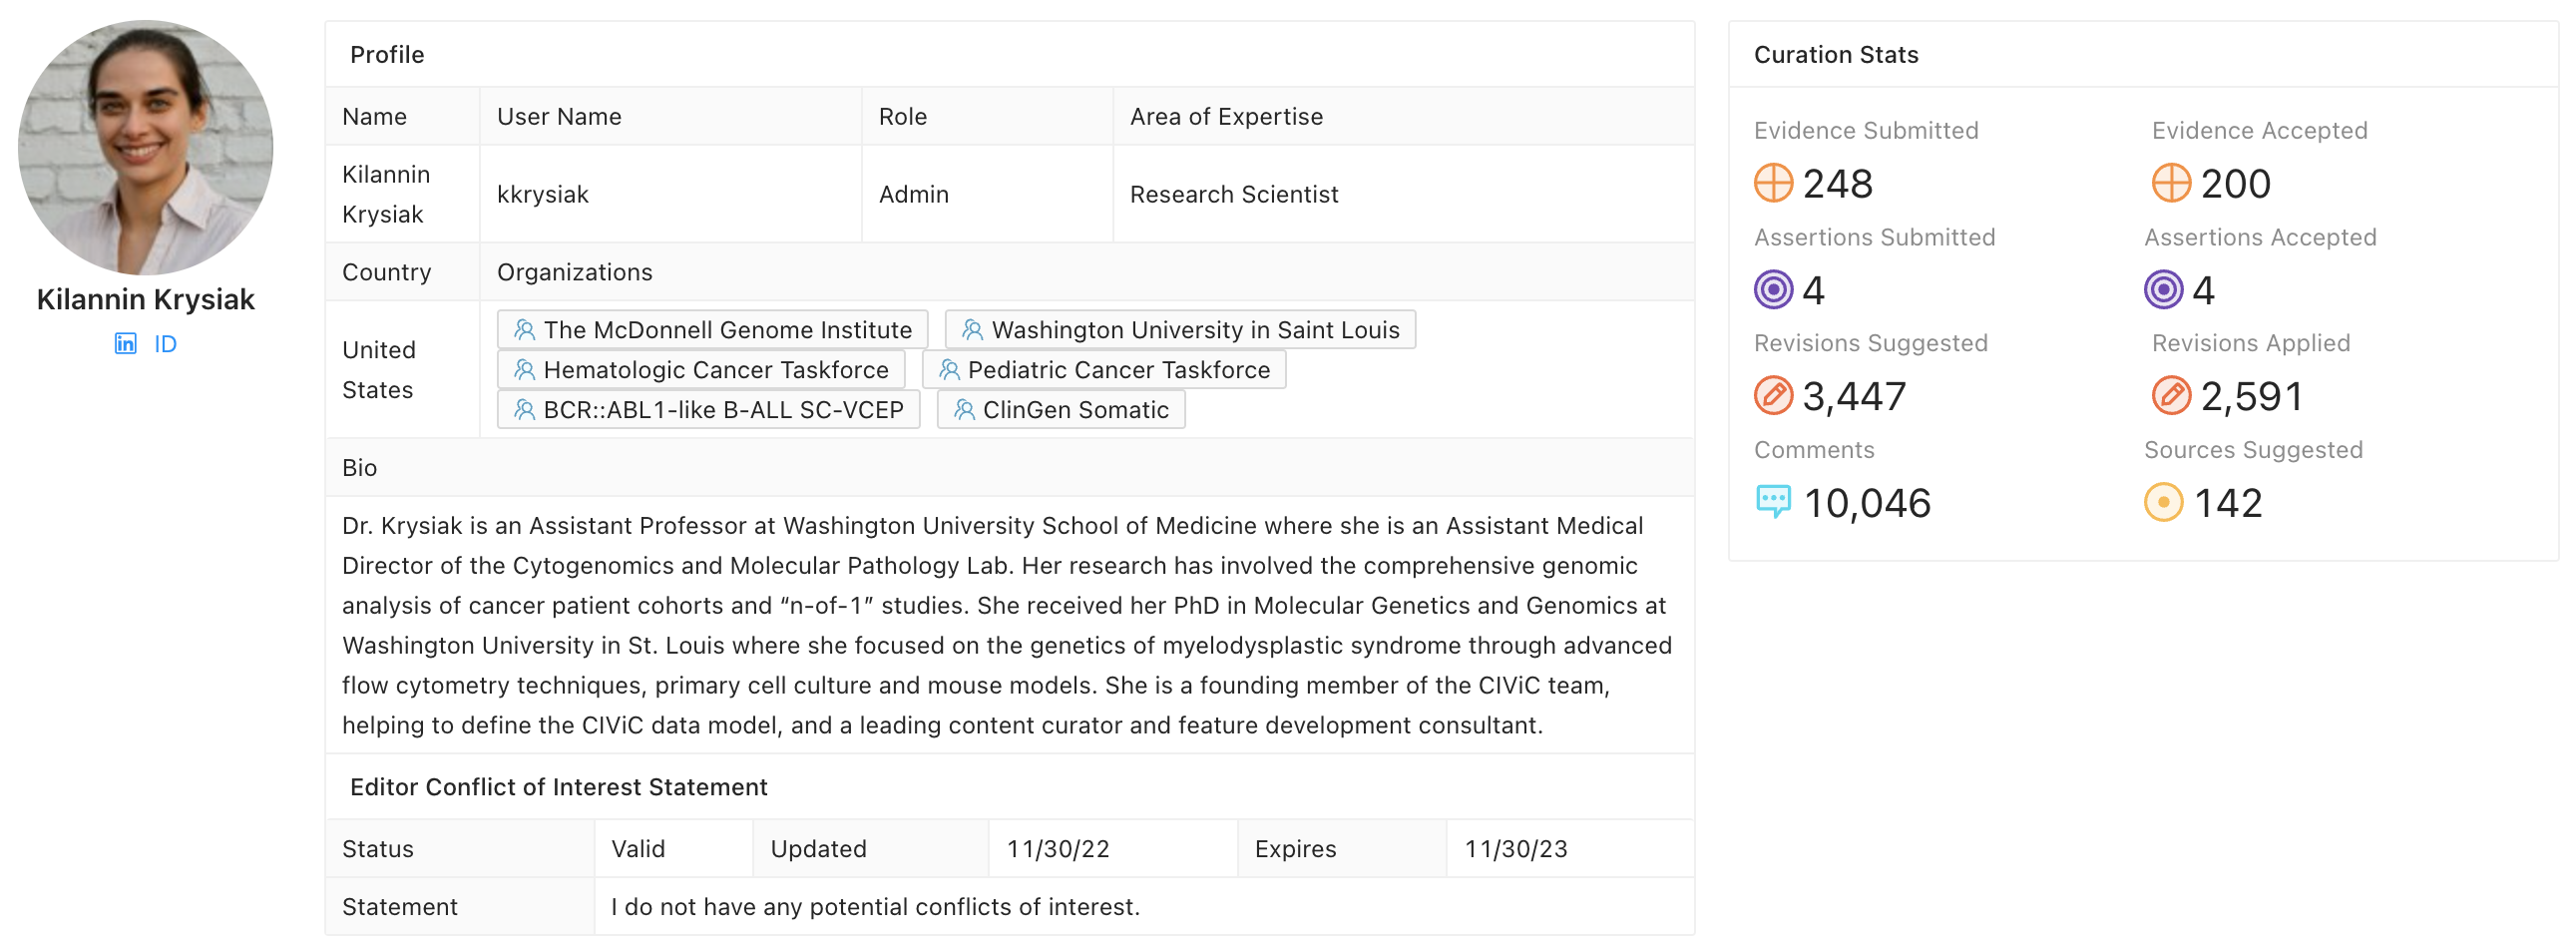 Kilannin Krysiak
in ID
Profile
Name User Name Role Area of Expertise
Kilannin Krysiak kkrysiak Admin Research Scientist
Country Organizations
United States
The McDonnell Genome Institute Washington University in Saint Louis
Hematologic Cancer Taskforce Pediatric Cancer Taskforce
BCR::ABL1-like B-ALL SC-VCEP ClinGen Somatic
Bio
Dr. Krysiak is an Assistant Professor at Washington University School of Medicine where she is an Assistant Medical
Director of the Cytogenomics and Molecular Pathology Lab. Her research has involved the comprehensive genomic
analysis of cancer patient cohorts and “n-of-1” studies. She received her PhD in Molecular Genetics and Genomics at
Washington University in St. Louis where she focused on the genetics of myelodysplastic syndrome through advanced
flow cytometry techniques, primary cell culture and mouse models. She is a founding member of the CIViC team,
helping to define the CIViC data model, and a leading content curator and feature development consultant.
Editor Conflict of Interest Statement
Status Valid Updated 11/30/22 Expires 11/30/23
Statement I do not have any potential conflicts of interest.
Curation Stats
Evidence Submitted Evidence Accepted
248 200
Assertions Submitted Assertions Accepted
4 4
Revisions Suggested Revisions Applied
3,447 2,591
Comments Sources Suggested
10,046 142